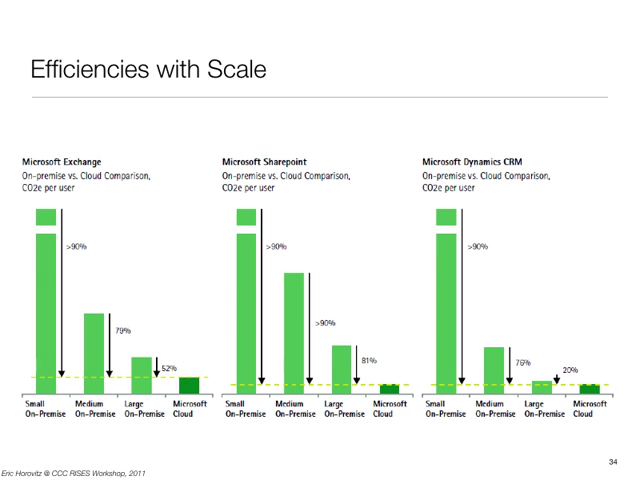 Efficiencies with Scale
Microsoft Exchange
On-premise vs. Cloud Comparison,
CO2e per user
>90%
79%
52%
Small
On-Premise
Medium
On-Premise
Large
On-Premise
Microsoft
Cloud
Microsoft Sharepoint
On-premise vs. Cloud Comparison,
CO2e per user
>90%
>90%
81%
Small
On-Premise
Medium
On-Premise
Large
On-Premise
Microsoft
Cloud
Microsoft Dynamics CRM
On-premise vs. Cloud Comparison,
CO2e per user
>90%
76%
20%
Small
On-Premise
Medium
On-Premise
Large
On-Premise
Microsoft
Cloud
34
Eric Horovitz @ CCC RISES Workshop, 2011